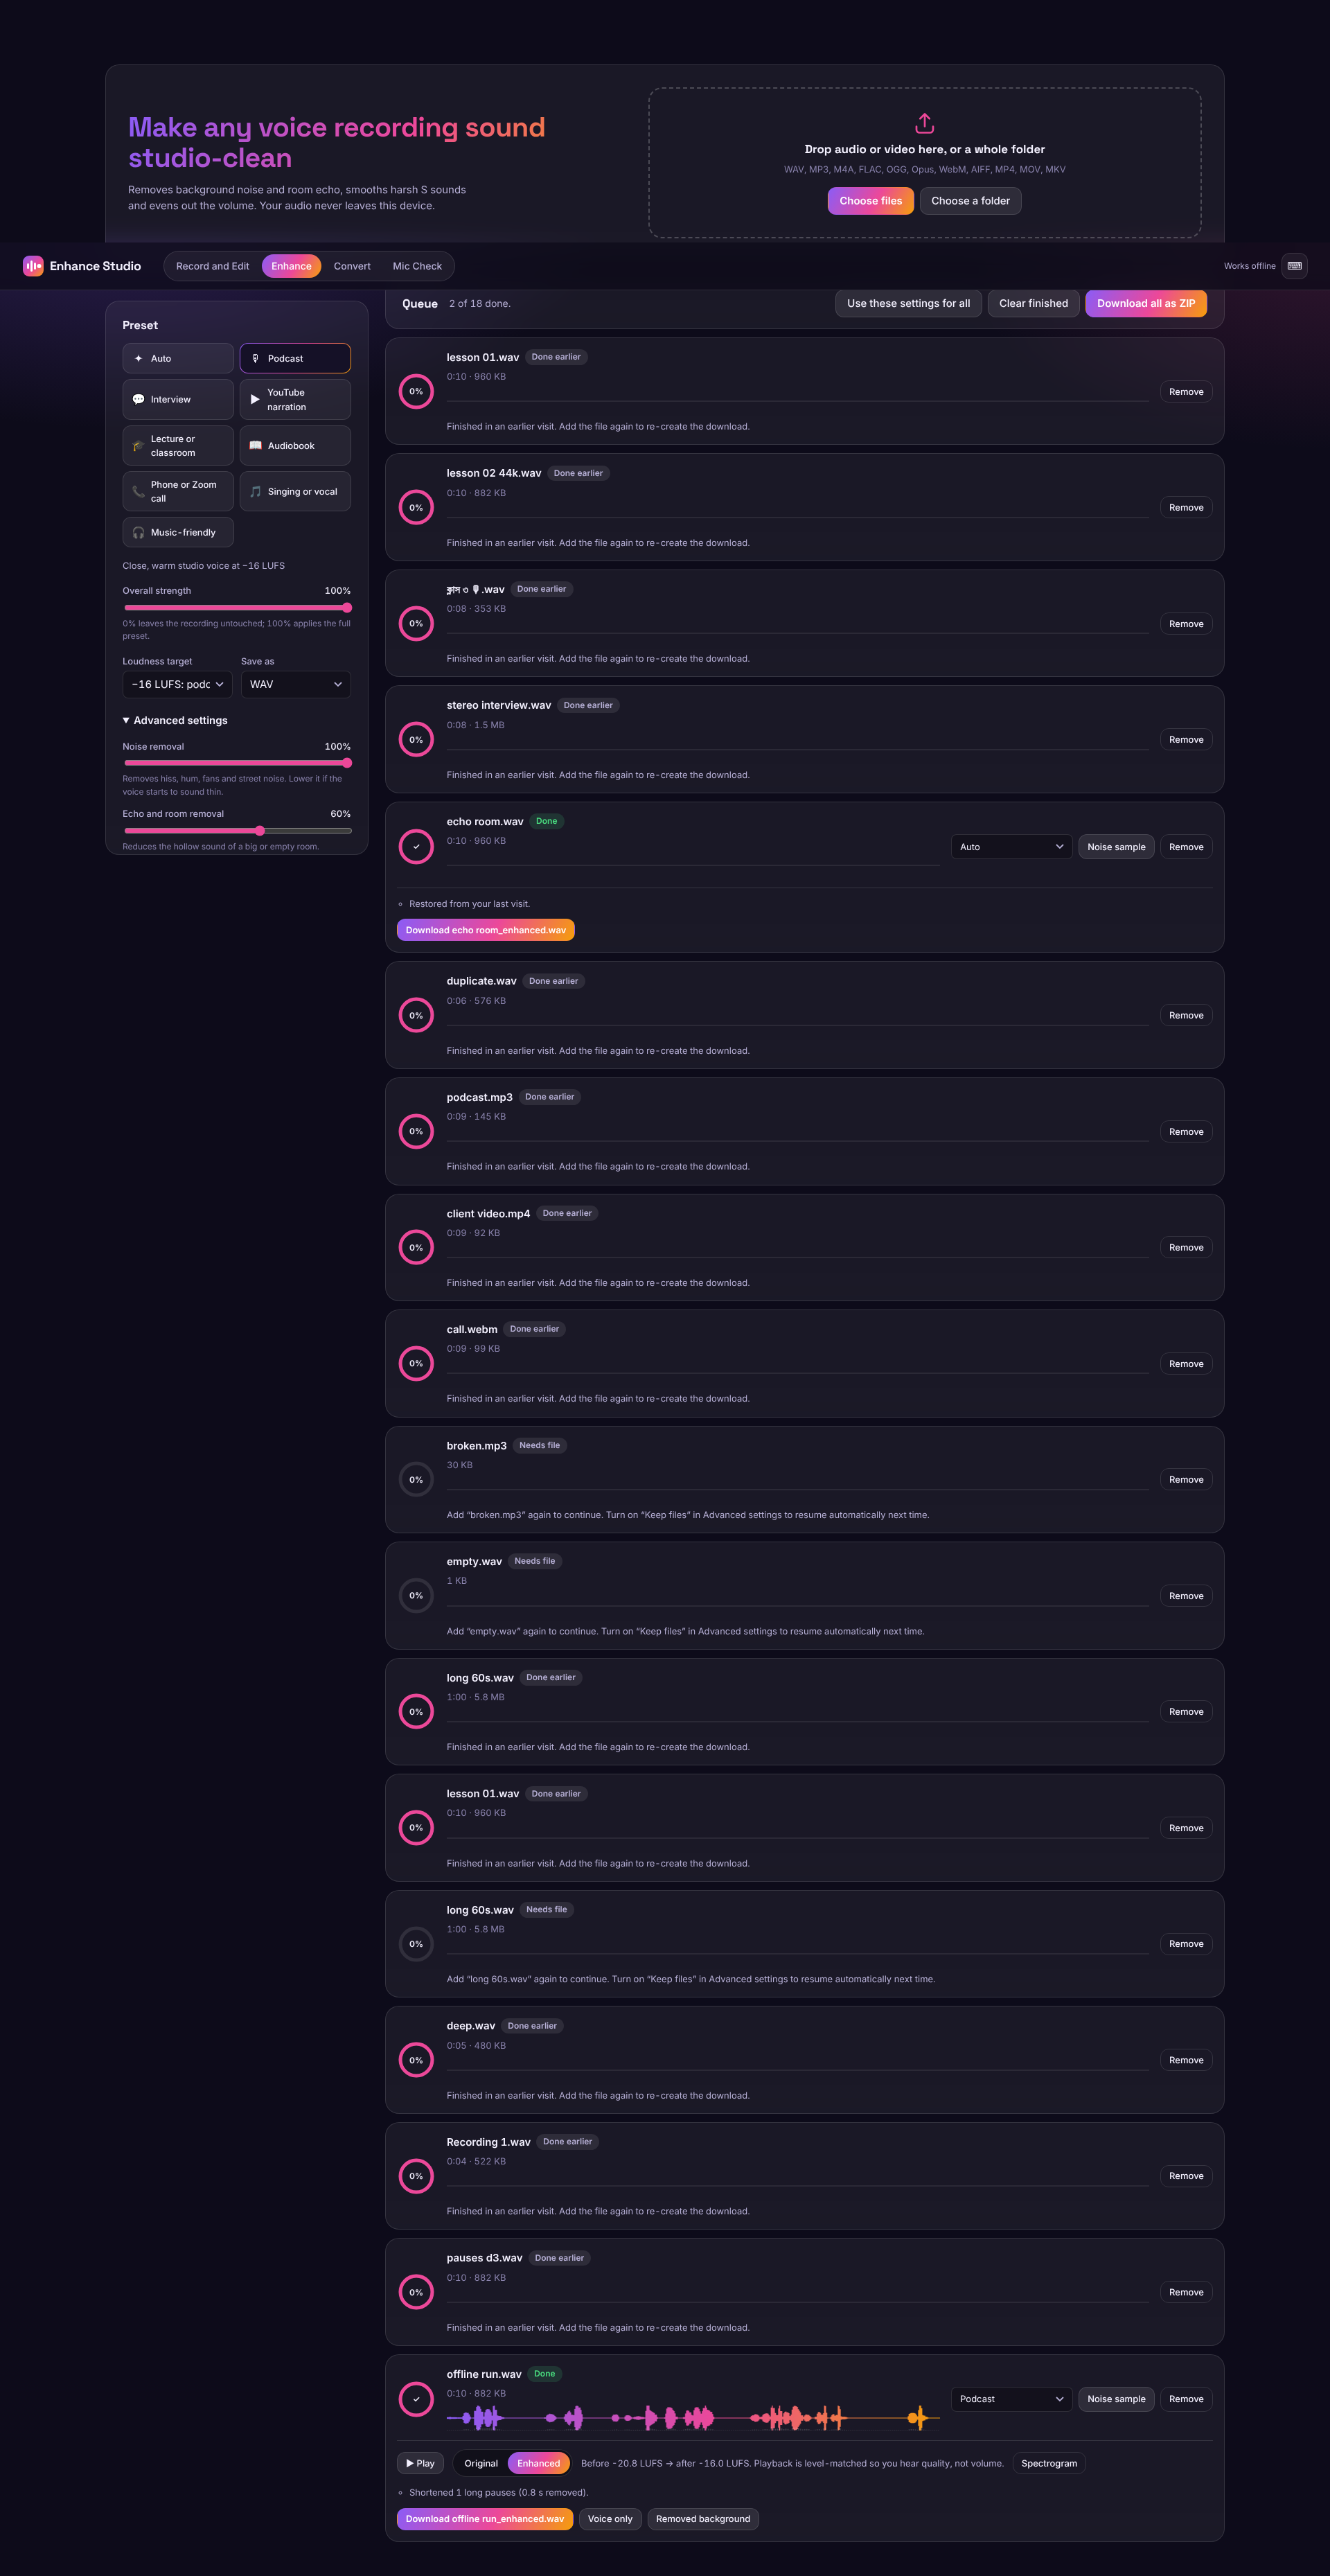 Make any voice recording sound
studio-clean
Removes background noise and room echo, smooths harsh S sounds
and evens out the volume. Your audio never leaves this device.
Drop audio or video here, or a whole folder
WAV, MP3, M4A, FLAC, OGG, Opus, WebM, AIFF, MP4, MOV, MKV
Choose files
Choose a folder
Enhance Studio
Record and Edit
Enhance
Convert
Mic Check
Works offline
Preset
Auto
Podcast
Interview
YouTube
narration
Lecture or
classroom
Audiobook
Phone or Zoom
call
Singing or vocal
Music-friendly
Close, warm studio voice at −16 LUFS
Overall strength 100%
0% leaves the recording untouched; 100% applies the full
preset.
Loudness target
Save as
−16 LUFS: podc
WAV
▼ Advanced settings
Noise removal 100%
Removes hiss, hum, fans and street noise. Lower it if the
voice starts to sound thin.
Echo and room removal 60%
Reduces the hollow sound of a big or empty room.
Queue 2 of 18 done.
Use these settings for all
Clear finished
Download all as ZIP
lesson 01.wav Done earlier
0:10 · 960 KB
0%
Remove
Finished in an earlier visit. Add the file again to re-create the download.
lesson 02 44k.wav Done earlier
0:10 · 882 KB
0%
Remove
Finished in an earlier visit. Add the file again to re-create the download.
ক্লাস ৩ 🎙.wav Done earlier
0:08 · 353 KB
0%
Remove
Finished in an earlier visit. Add the file again to re-create the download.
stereo interview.wav Done earlier
0:08 · 1.5 MB
0%
Remove
Finished in an earlier visit. Add the file again to re-create the download.
echo room.wav Done
0:10 · 960 KB
Auto
Noise sample
Remove
Restored from your last visit.
Download echo room_enhanced.wav
duplicate.wav Done earlier
0:06 · 576 KB
0%
Remove
Finished in an earlier visit. Add the file again to re-create the download.
podcast.mp3 Done earlier
0:09 · 145 KB
0%
Remove
Finished in an earlier visit. Add the file again to re-create the download.
client video.mp4 Done earlier
0:09 · 92 KB
0%
Remove
Finished in an earlier visit. Add the file again to re-create the download.
call.webm Done earlier
0:09 · 99 KB
0%
Remove
Finished in an earlier visit. Add the file again to re-create the download.
broken.mp3 Needs file
30 KB
0%
Remove
Add “broken.mp3” again to continue. Turn on “Keep files” in Advanced settings to resume automatically next time.
empty.wav Needs file
1 KB
0%
Remove
Add “empty.wav” again to continue. Turn on “Keep files” in Advanced settings to resume automatically next time.
long 60s.wav Done earlier
1:00 · 5.8 MB
0%
Remove
Finished in an earlier visit. Add the file again to re-create the download.
lesson 01.wav Done earlier
0:10 · 960 KB
0%
Remove
Finished in an earlier visit. Add the file again to re-create the download.
long 60s.wav Needs file
1:00 · 5.8 MB
0%
Remove
Add “long 60s.wav” again to continue. Turn on “Keep files” in Advanced settings to resume automatically next time.
deep.wav Done earlier
0:05 · 480 KB
0%
Remove
Finished in an earlier visit. Add the file again to re-create the download.
Recording 1.wav Done earlier
0:04 · 522 KB
0%
Remove
Finished in an earlier visit. Add the file again to re-create the download.
pauses d3.wav Done earlier
0:10 · 882 KB
0%
Remove
Finished in an earlier visit. Add the file again to re-create the download.
offline run.wav Done
0:10 · 882 KB
Podcast
Noise sample
Remove
▶ Play
Original
Enhanced
Before -20.8 LUFS → after -16.0 LUFS. Playback is level-matched so you hear quality, not volume.
Spectrogram
Shortened 1 long pauses (0.8 s removed).
Download offline run_enhanced.wav
Voice only
Removed background